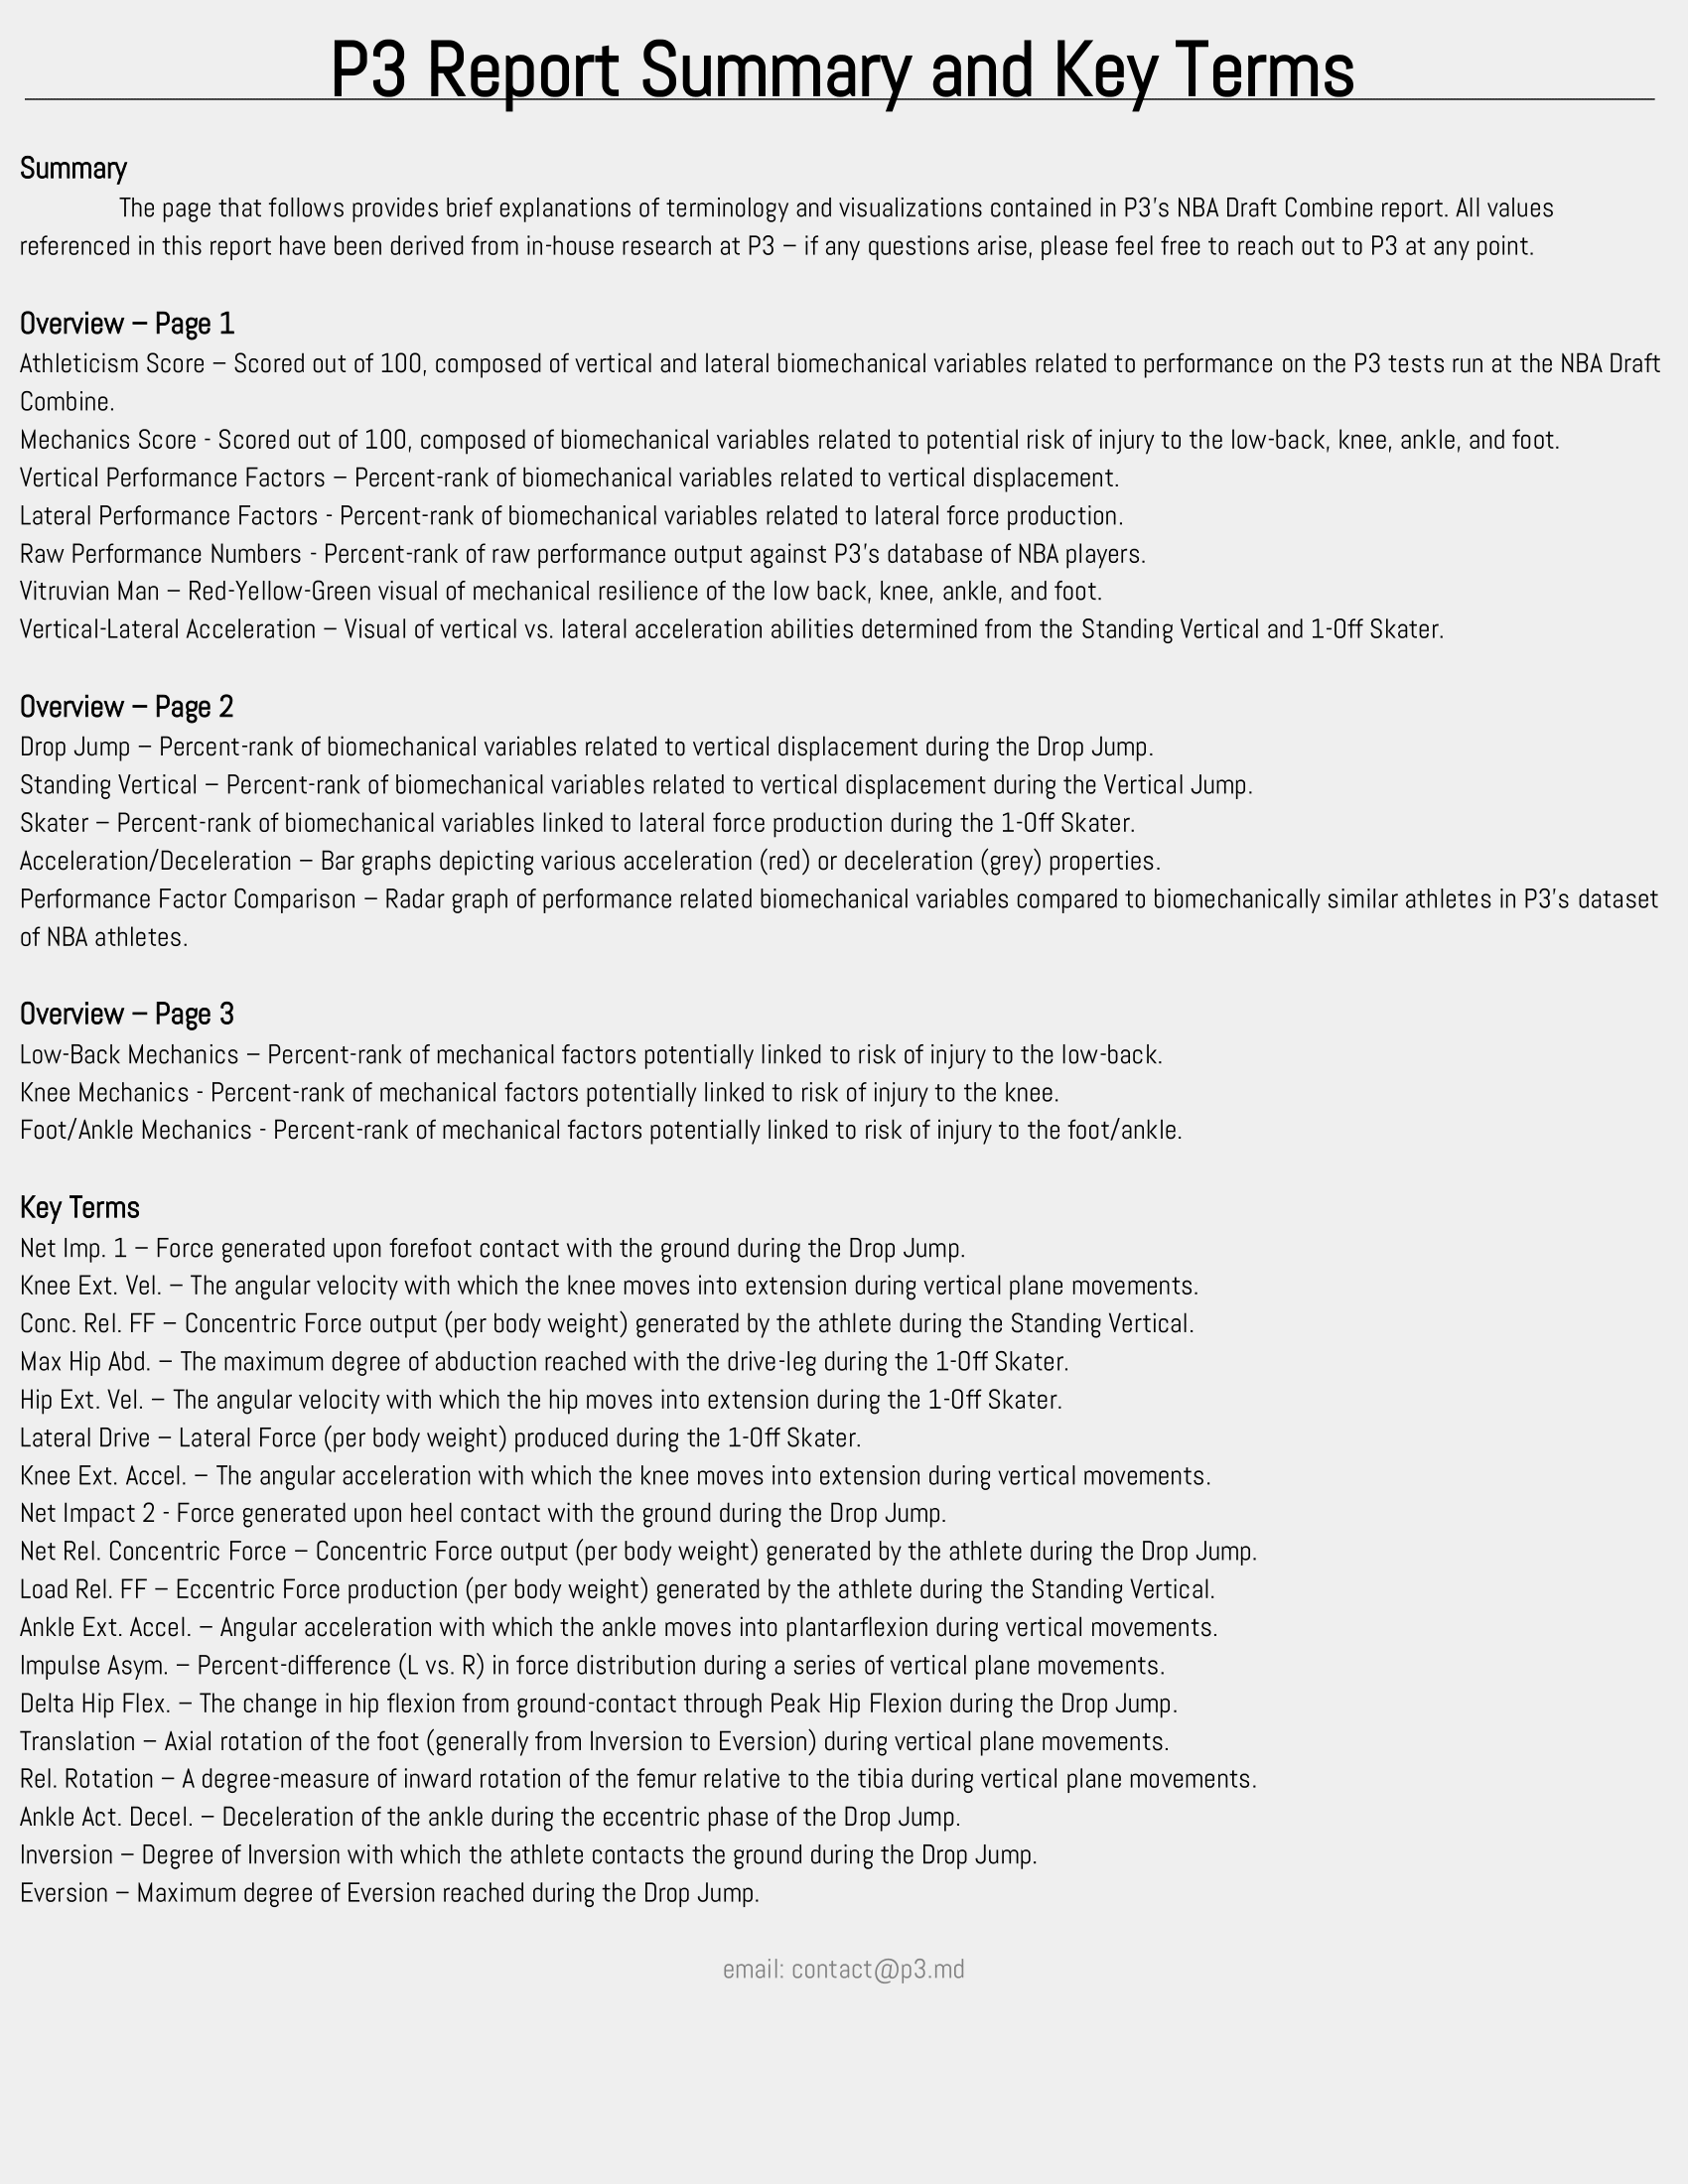 P3 Report Summary and Key Terms
Summary
The page that follows provides brief explanations of terminology and visualizations contained in P3's NBA Draft Combine report. All values
referenced in this report have been derived from in-house research at P3 – if any questions arise, please feel free to reach out to P3 at any point.
Overview – Page 1
Athleticism Score – Scored out of 100, composed of vertical and lateral biomechanical variables related to performance on the P3 tests run at the NBA Draft
Combine.
Mechanics Score - Scored out of 100, composed of biomechanical variables related to potential risk of injury to the low-back, knee, ankle, and foot.
Vertical Performance Factors – Percent-rank of biomechanical variables related to vertical displacement.
Lateral Performance Factors - Percent-rank of biomechanical variables related to lateral force production.
Raw Performance Numbers - Percent-rank of raw performance output against P3's database of NBA players.
Vitruvian Man – Red-Yellow-Green visual of mechanical resilience of the low back, knee, ankle, and foot.
Vertical-Lateral Acceleration – Visual of vertical vs. lateral acceleration abilities determined from the Standing Vertical and 1-Off Skater.
Overview – Page 2
Drop Jump – Percent-rank of biomechanical variables related to vertical displacement during the Drop Jump.
Standing Vertical – Percent-rank of biomechanical variables related to vertical displacement during the Vertical Jump.
Skater – Percent-rank of biomechanical variables linked to lateral force production during the 1-Off Skater.
Acceleration/Deceleration – Bar graphs depicting various acceleration (red) or deceleration (grey) properties.
Performance Factor Comparison – Radar graph of performance related biomechanical variables compared to biomechanically similar athletes in P3's dataset
of NBA athletes.
Overview – Page 3
Low-Back Mechanics – Percent-rank of mechanical factors potentially linked to risk of injury to the low-back.
Knee Mechanics - Percent-rank of mechanical factors potentially linked to risk of injury to the knee.
Foot/Ankle Mechanics - Percent-rank of mechanical factors potentially linked to risk of injury to the foot/ankle.
Key Terms
Net Imp. 1 – Force generated upon forefoot contact with the ground during the Drop Jump.
Knee Ext. Vel. – The angular velocity with which the knee moves into extension during vertical plane movements.
Conc. Rel. FF – Concentric Force output (per body weight) generated by the athlete during the Standing Vertical.
Max Hip Abd. – The maximum degree of abduction reached with the drive-leg during the 1-Off Skater.
Hip Ext. Vel. – The angular velocity with which the hip moves into extension during the 1-Off Skater.
Lateral Drive – Lateral Force (per body weight) produced during the 1-Off Skater.
Knee Ext. Accel. – The angular acceleration with which the knee moves into extension during vertical movements.
Net Impact 2 - Force generated upon heel contact with the ground during the Drop Jump.
Net Rel. Concentric Force – Concentric Force output (per body weight) generated by the athlete during the Drop Jump.
Load Rel. FF – Eccentric Force production (per body weight) generated by the athlete during the Standing Vertical.
Ankle Ext. Accel. – Angular acceleration with which the ankle moves into plantarflexion during vertical movements.
Impulse Asym. – Percent-difference (L vs. R) in force distribution during a series of vertical plane movements.
Delta Hip Flex. – The change in hip flexion from ground-contact through Peak Hip Flexion during the Drop Jump.
Translation – Axial rotation of the foot (generally from Inversion to Eversion) during vertical plane movements.
Rel. Rotation – A degree-measure of inward rotation of the femur relative to the tibia during vertical plane movements.
Ankle Act. Decel. – Deceleration of the ankle during the eccentric phase of the Drop Jump.
Inversion – Degree of Inversion with which the athlete contacts the ground during the Drop Jump.
Eversion – Maximum degree of Eversion reached during the Drop Jump.
email: contact@p3.md